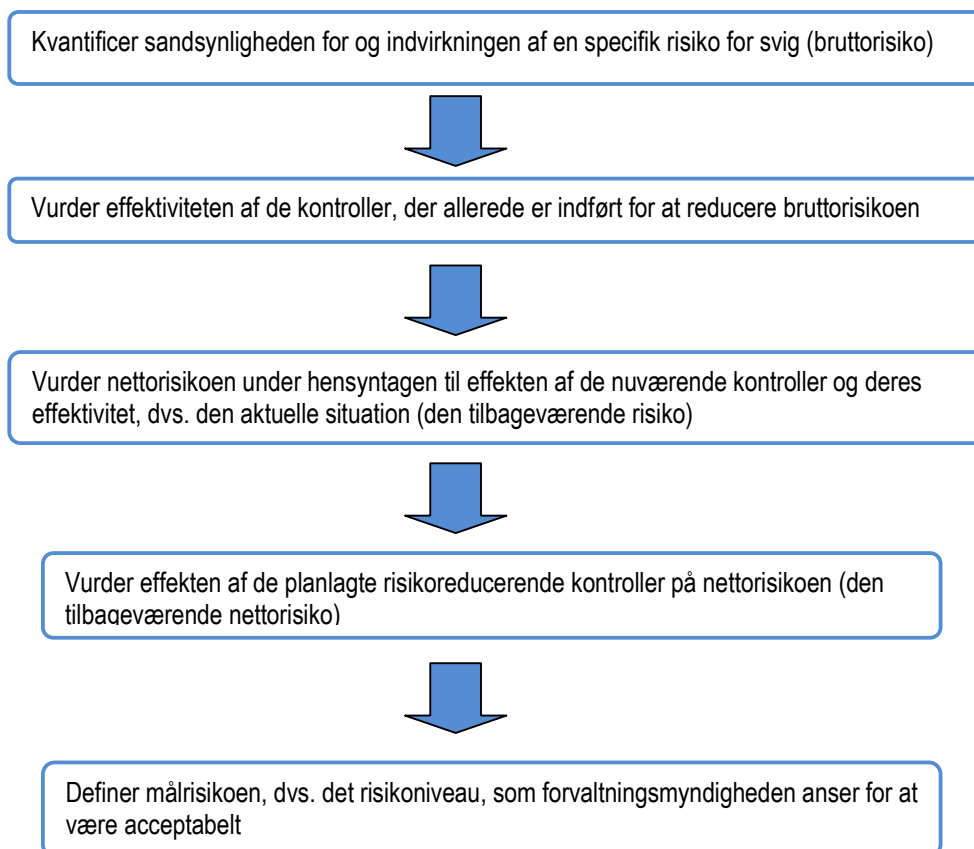 Kvantificer sandsynligheden for og indvirkningen af en specifik risiko for svig (bruttorisiko)
Vurder effektiviteten af de kontroller, der allerede er indført for at reducere bruttorisikoen
Vurder nettorisikoen under hensyntagen til effekten af de nuværende kontroller og deres
effektivitet, dvs. den aktuelle situation (den tilbageværende risiko)
Vurder effekten af de planlagte risikoreducerende kontroller på nettorisikoen (den
tilbageværende nettorisiko)
Definer målrisikoen, dvs. det risikoniveau, som forvaltningsmyndigheden anser for at
være acceptabelt